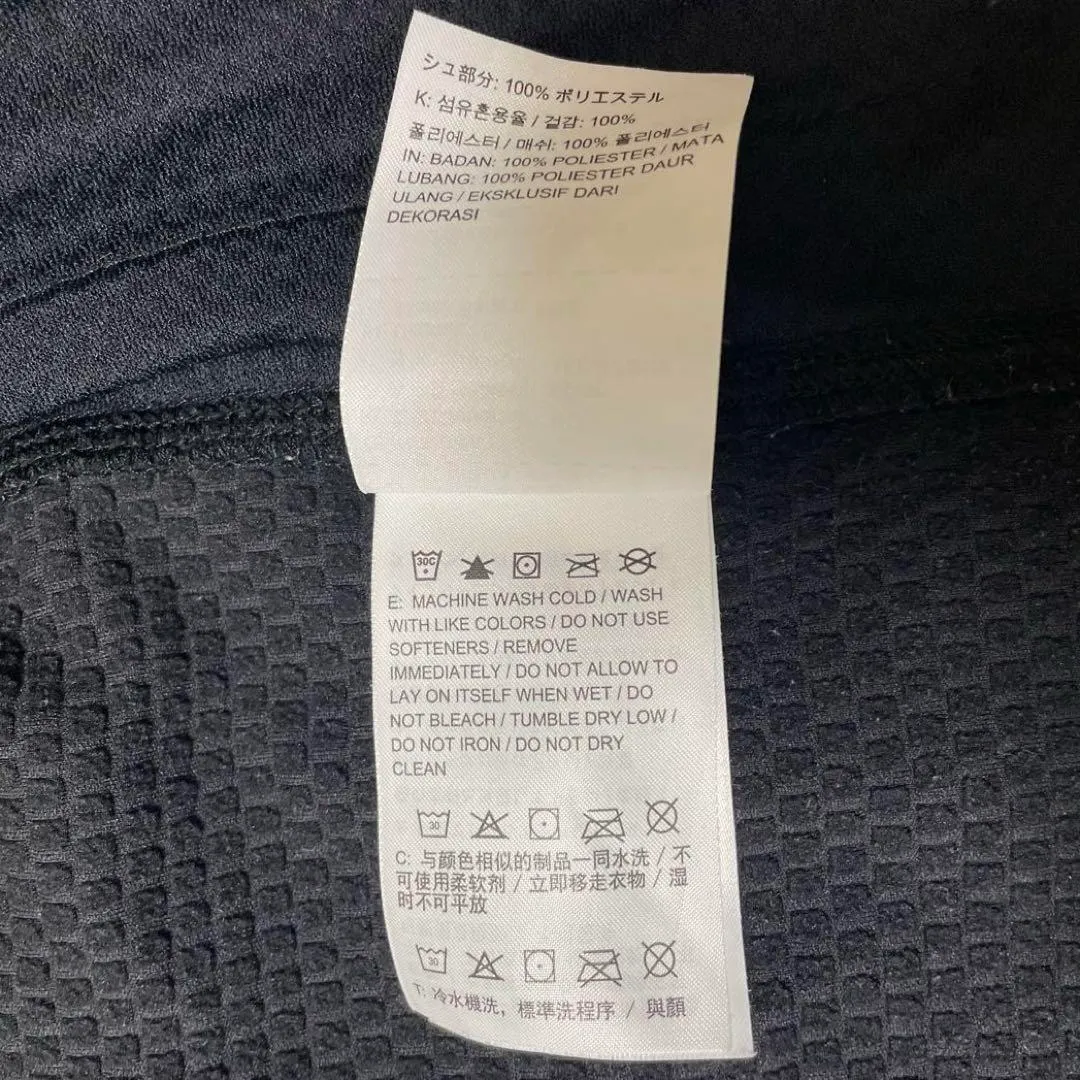 シュ部分: 100% ポリエステル
K: 섬유혼용율 / 겉감: 100%
폴리에스터 / 매쉬: 100% 폴리에스터
IN: BADAN: 100% POLIESTER / MATA
LUBANG: 100% POLIESTER DAUR
ULANG / EKSKLUSIF DARI
DEKORASI
30C
E: MACHINE WASH COLD / WASH
WITH LIKE COLORS / DO NOT USE
SOFTENERS / REMOVE
IMMEDIATELY / DO NOT ALLOW TO
LAY ON ITSELF WHEN WET / DO
NOT BLEACH / TUMBLE DRY LOW /
DO NOT IRON / DO NOT DRY
CLEAN
30
C: 与颜色相似的制品一同水洗 / 不
可使用柔软剂 / 立即移走衣物 / 湿
时不可平放
30
T: 冷水機洗，標準洗程序 / 與顏